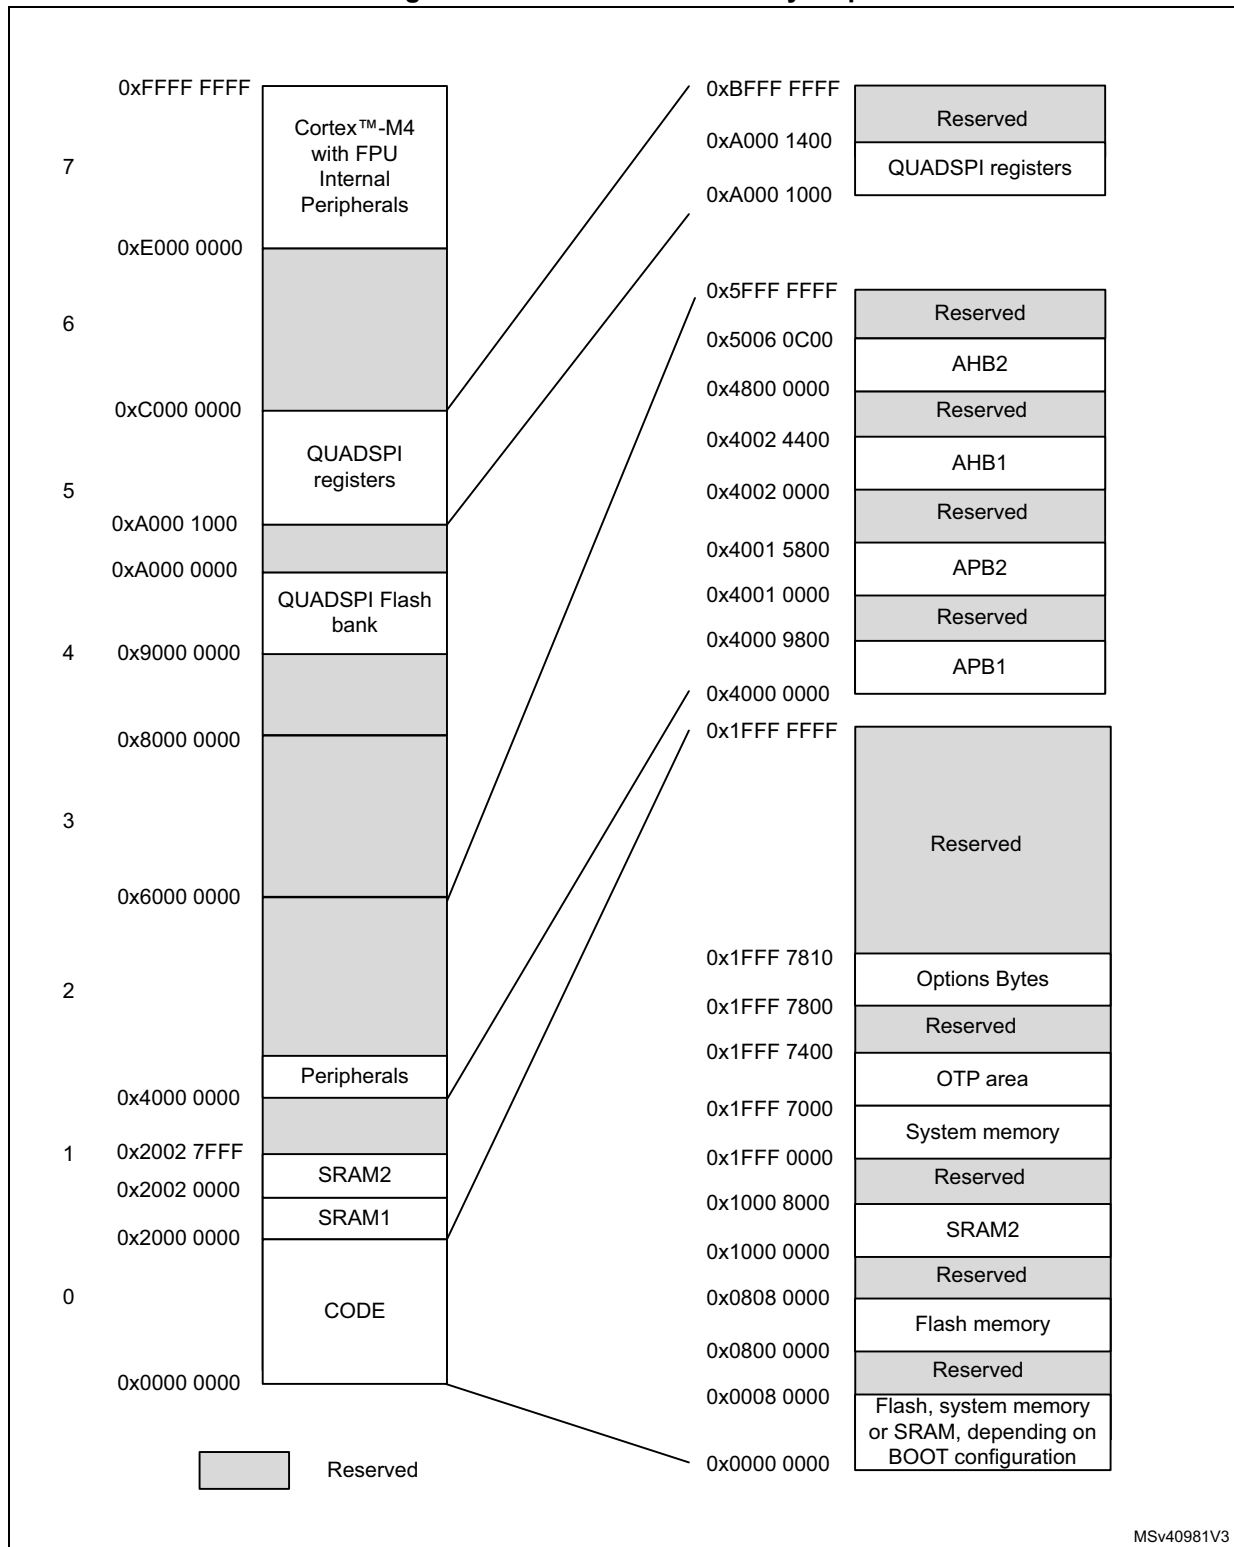 0xFFFF FFFF
Cortex™-M4
with FPU
Internal
Peripherals
7
0xE000 0000
6
0xC000 0000
QUADSPI
registers
5
0xA000 1000
0xA000 0000
QUADSPI Flash
bank
4
0x9000 0000
0x8000 0000
3
0x6000 0000
2
Peripherals
0x4000 0000
1
0x2002 7FFF
SRAM2
0x2002 0000
SRAM1
0x2000 0000
0
CODE
0x0000 0000
Reserved
0xBFFF FFFF
Reserved
0xA000 1400
QUADSPI registers
0xA000 1000
0x5FFF FFFF
Reserved
0x5006 0C00
AHB2
0x4800 0000
Reserved
0x4002 4400
AHB1
0x4002 0000
Reserved
0x4001 5800
APB2
0x4001 0000
Reserved
0x4000 9800
APB1
0x4000 0000
0x1FFF FFFF
Reserved
0x1FFF 7810
Options Bytes
0x1FFF 7800
Reserved
0x1FFF 7400
OTP area
0x1FFF 7000
System memory
0x1FFF 0000
Reserved
0x1000 8000
SRAM2
0x1000 0000
Reserved
0x0808 0000
Flash memory
0x0800 0000
Reserved
0x0008 0000
Flash, system memory
or SRAM, depending on
BOOT configuration
0x0000 0000
MSv40981V3